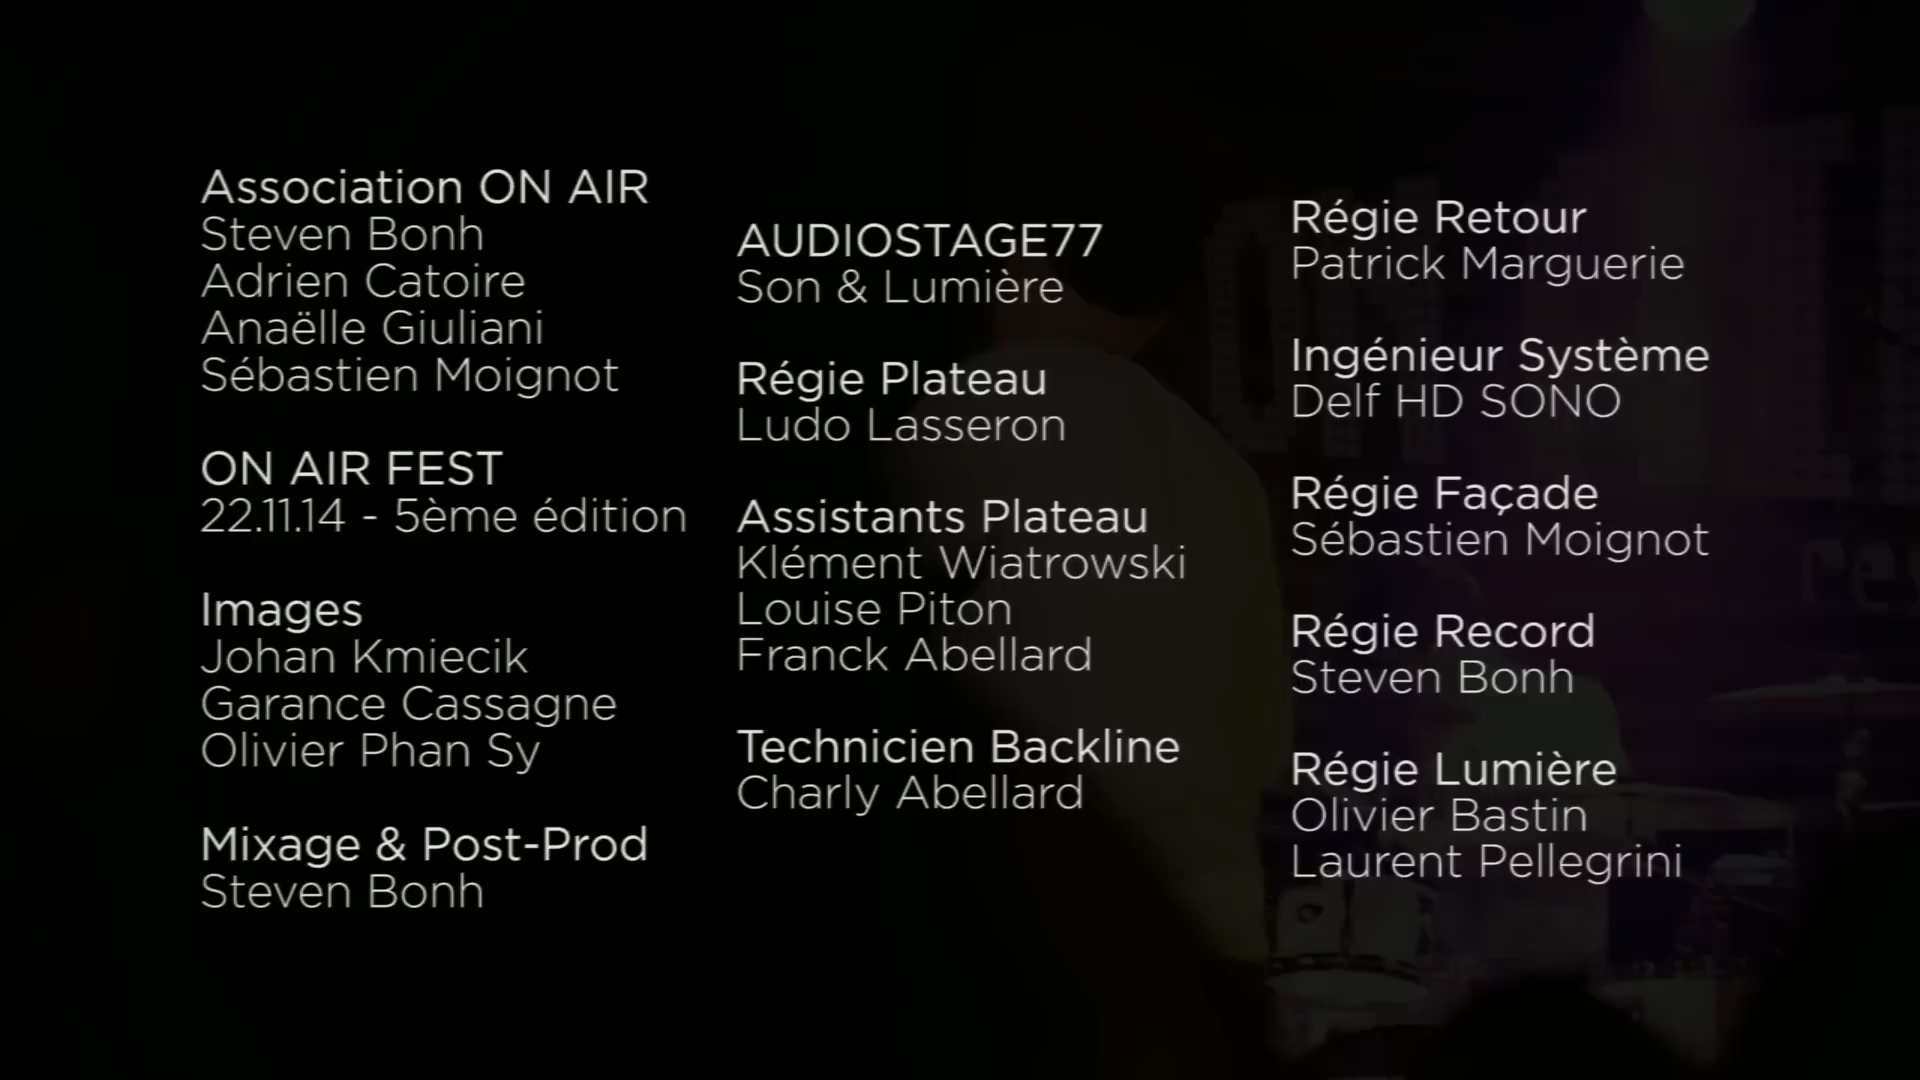 Association ON AIR
Steven Bonh
Adrien Catoire
Anaëlle Giuliani
Sébastien Moignot
ON AIR FEST
22.11.14 - 5ème édition
Images
Johan Kmiecik
Garance Cassagne
Olivier Phan Sy
Mixage & Post-Prod
Steven Bonh
AUDIOSTAGE77
Son & Lumière
Régie Plateau
Ludo Lasseron
Assistants Plateau
Klément Wiatrowski
Louise Piton
Franck Abellard
Technicien Backline
Charly Abellard
Régie Retour
Patrick Marguerie
Ingénieur Système
Delf HD SONO
Régie Façade
Sébastien Moignot
Régie Record
Steven Bonh
Régie Lumière
Olivier Bastin
Laurent Pellegrini